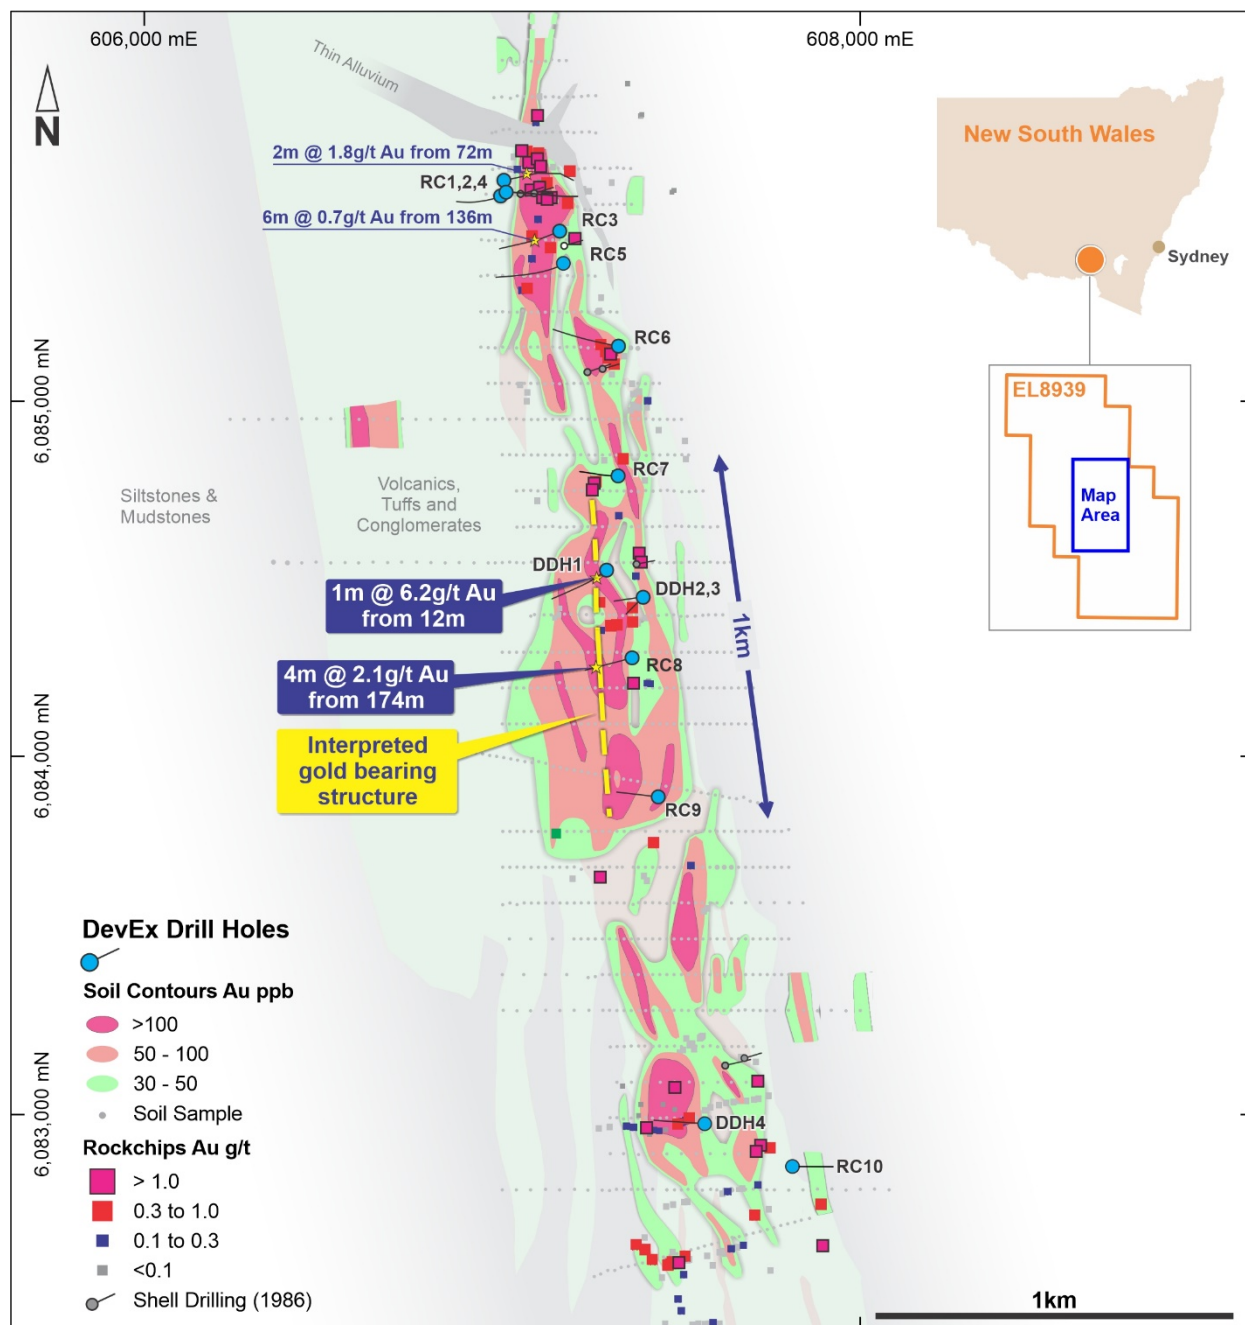 606,000 mE
608,000 mE
Thin Alluvium
N
New South Wales
Sydney
2m @ 1.8g/t Au from 72m
RC1,2,4
6m @ 0.7g/t Au from 136m
RC3
RC5
RC6
6,085,000 mN
EL8939
Map
Area
RC7
Siltstones &
Mudstones
Volcanics,
Tuffs and
Conglomerates
DDH1
DDH2,3
1m @ 6.2g/t Au
from 12m
1km
RC8
4m @ 2.1g/t Au
from 174m
Interpreted
gold bearing
structure
6,084,000 mN
RC9
DevEx Drill Holes
Soil Contours Au ppb
>100
50 - 100
30 - 50
Soil Sample
Rockchips Au g/t
> 1.0
0.3 to 1.0
0.1 to 0.3
<0.1
Shell Drilling (1986)
6,083,000 mN
DDH4
RC10
1km